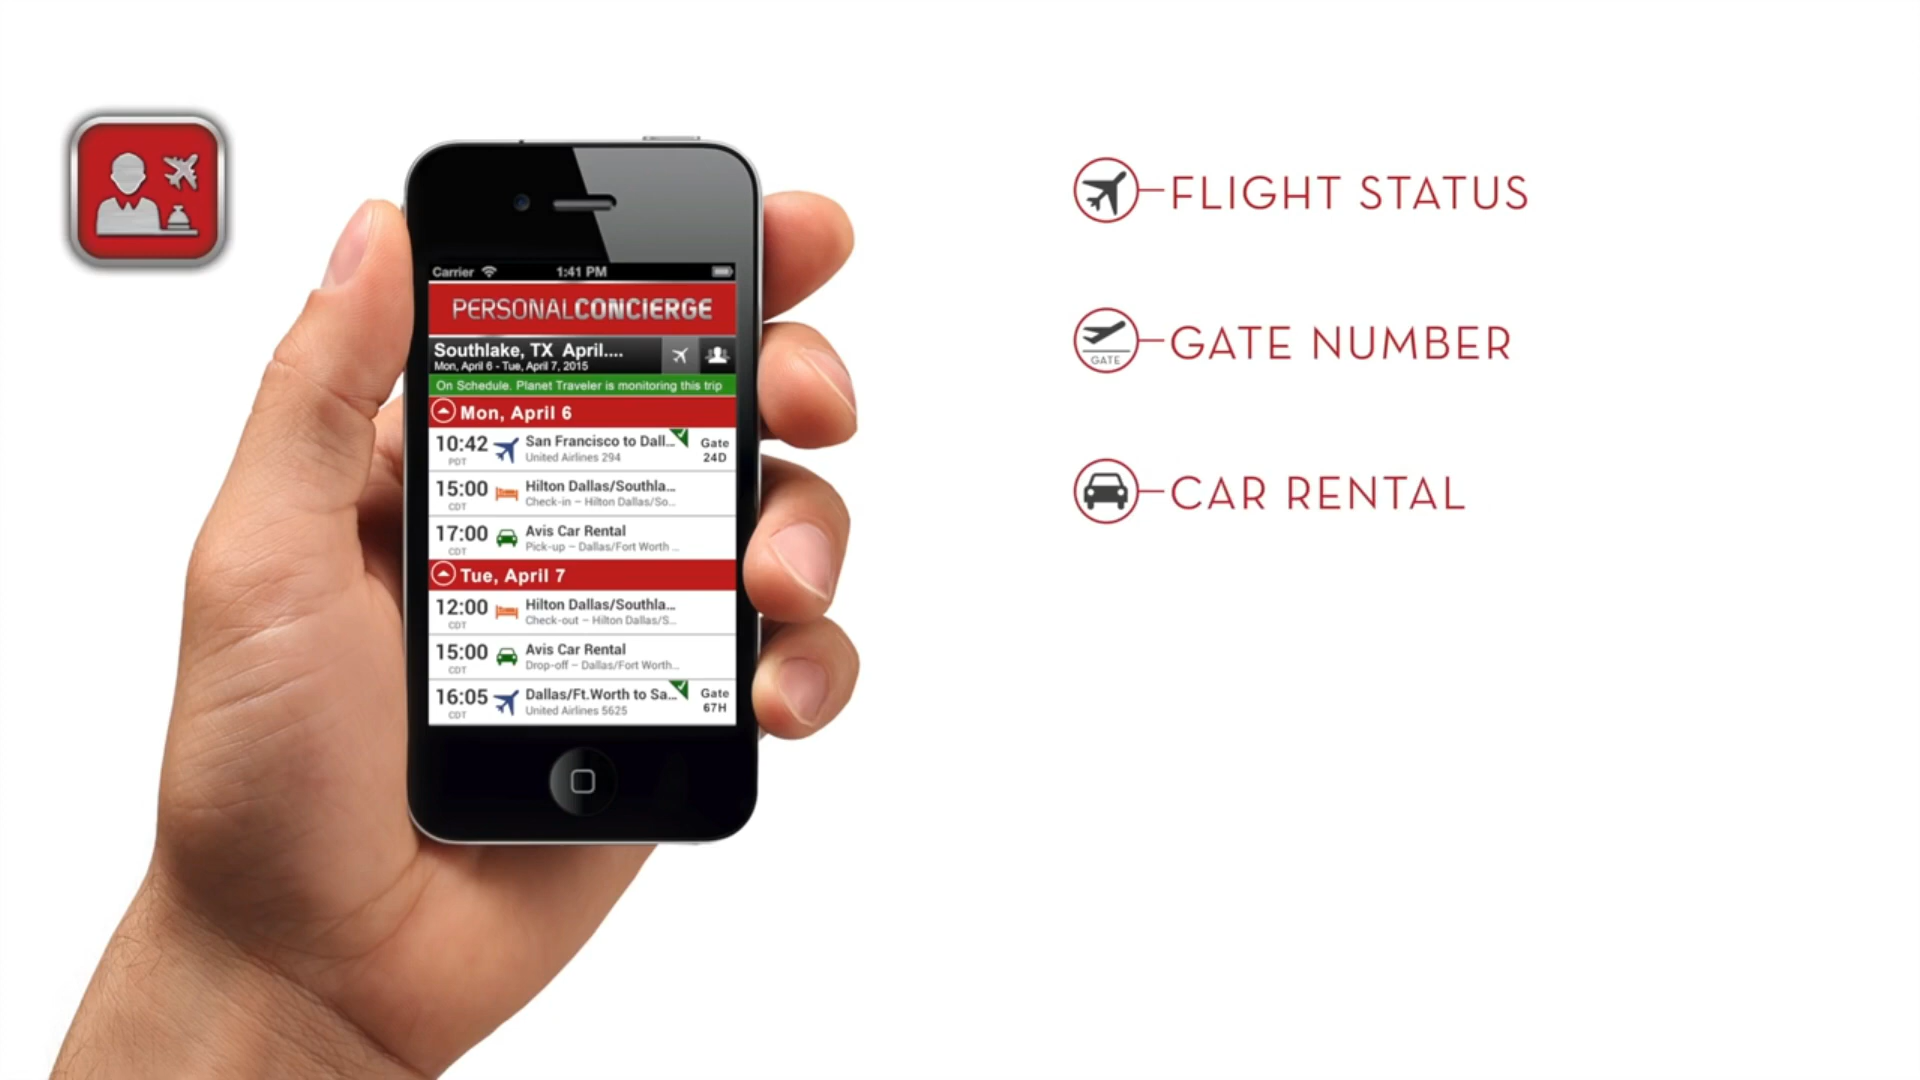 Carrier 1:41 PM
PERSONALCONCIERGE
Southlake, TX April....
Mon, April 6 - Tue, April 7, 2015
On Schedule. Planet Traveler is monitoring this trip
Mon, April 6
10:42 PDT San Francisco to Dall... Gate
United Airlines 294 24D
15:00 CDT Hilton Dallas/Southla...
Check-in – Hilton Dallas/So...
17:00 CDT Avis Car Rental
Pick-up – Dallas/Fort Worth ...
Tue, April 7
12:00 CDT Hilton Dallas/Southla...
Check-out – Hilton Dallas/S...
15:00 CDT Avis Car Rental
Drop-off – Dallas/Fort Worth...
16:05 CDT Dallas/Ft.Worth to Sa... Gate
United Airlines 5625 67H
FLIGHT STATUS
GATE
GATE NUMBER
CAR RENTAL